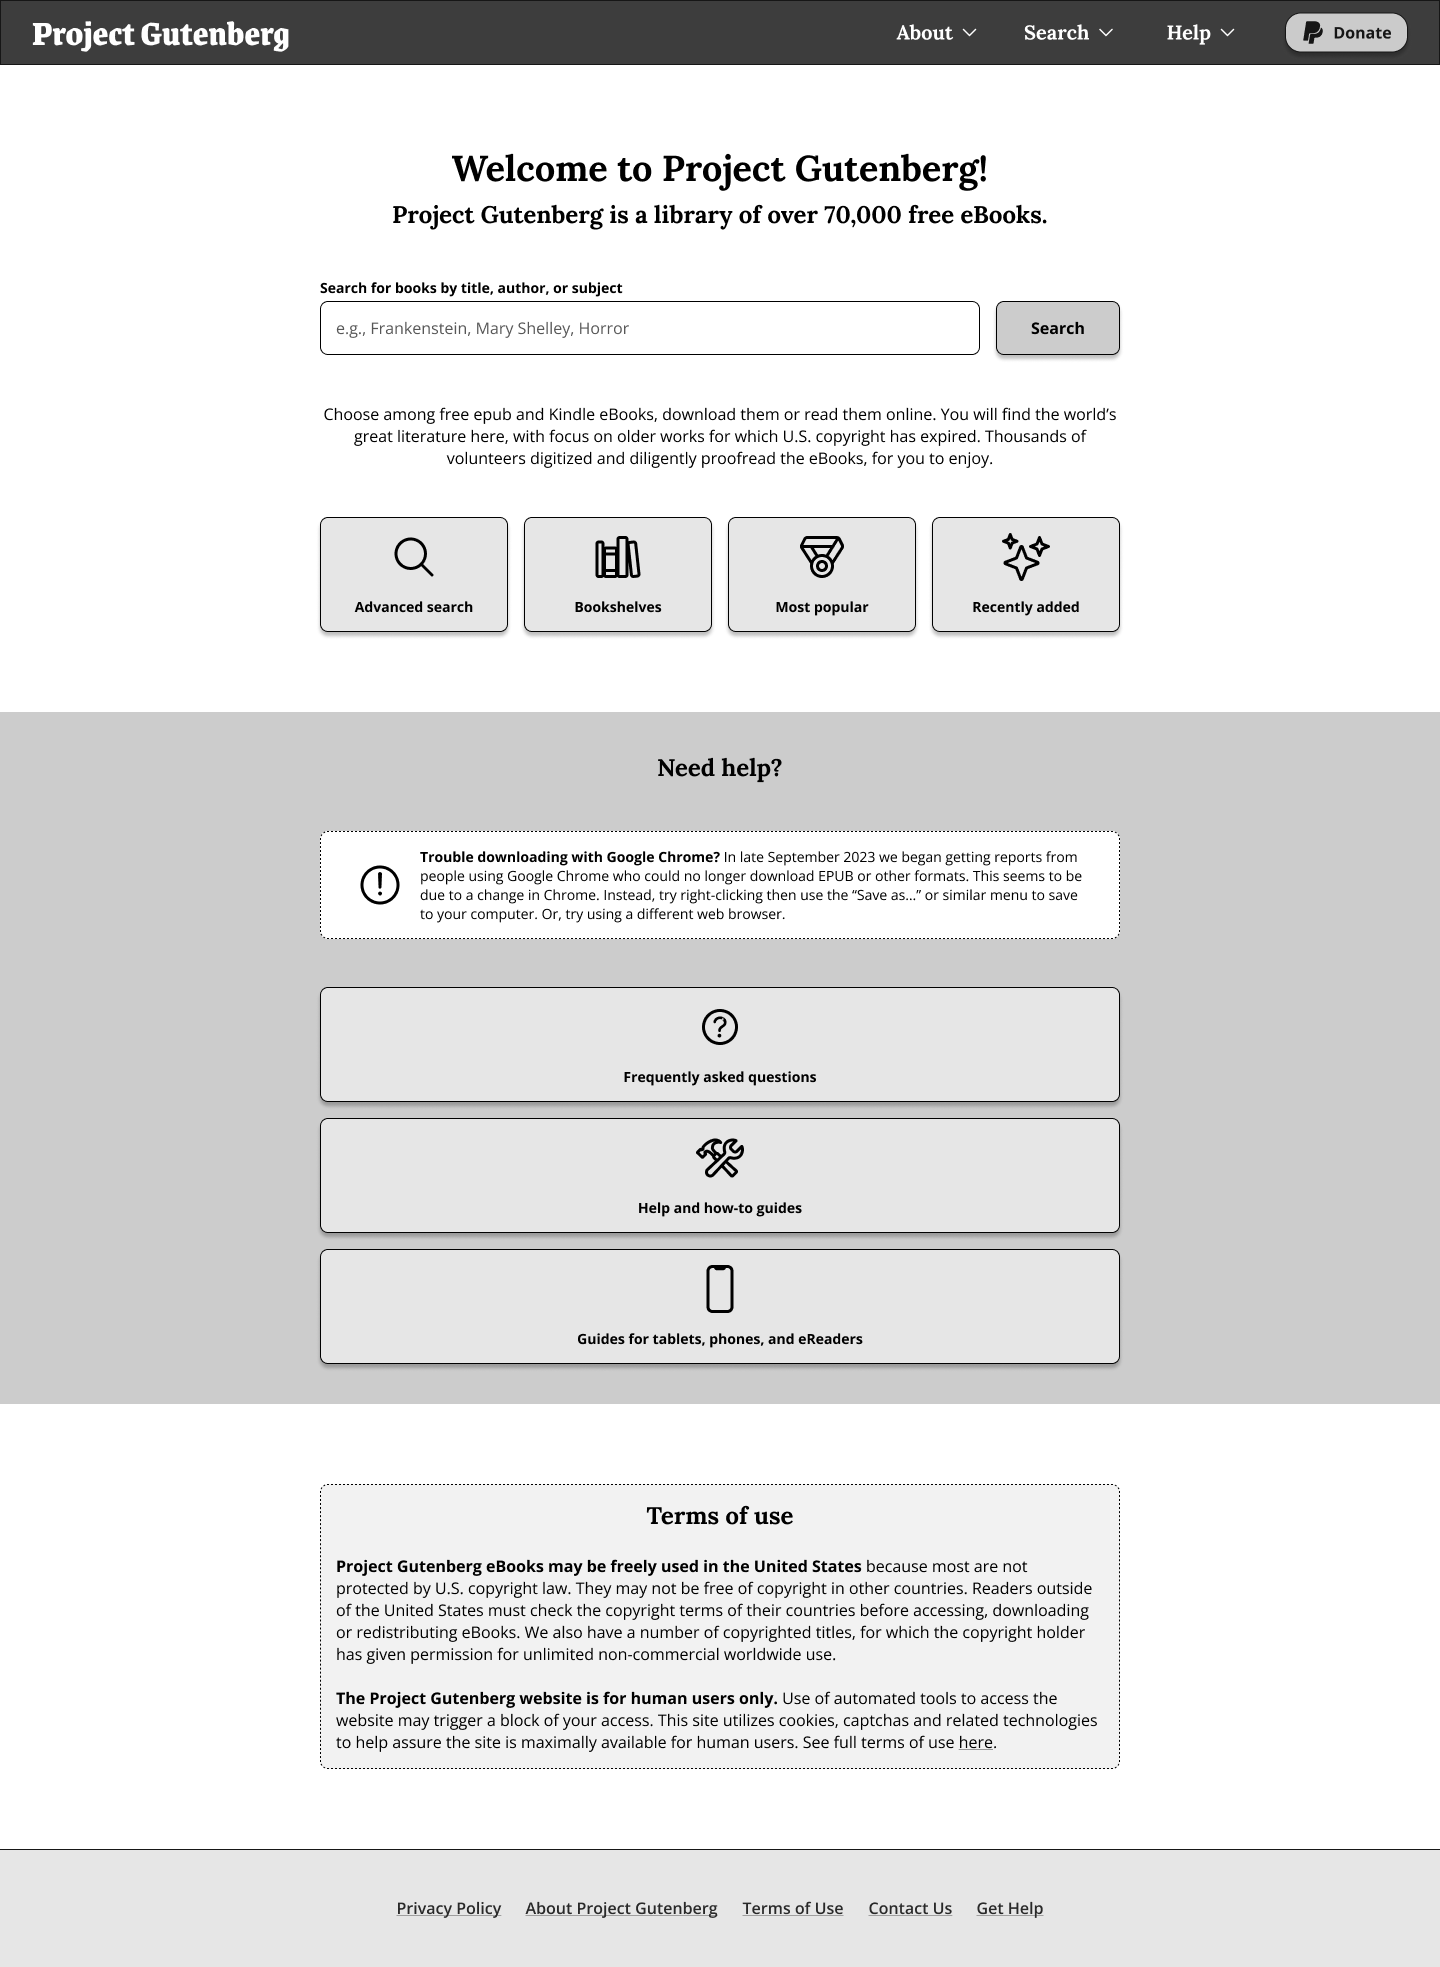 Project Gutenberg
About
Search
Help
Donate
Welcome to Project Gutenberg!
Project Gutenberg is a library of over 70,000 free eBooks.
Search for books by title, author, or subject
e.g., Frankenstein, Mary Shelley, Horror
Search
Choose among free epub and Kindle eBooks, download them or read them online. You will find the world’s
great literature here, with focus on older works for which U.S. copyright has expired. Thousands of
volunteers digitized and diligently proofread the eBooks, for you to enjoy.
Advanced search
Bookshelves
Most popular
Recently added
Need help?
Trouble downloading with Google Chrome? In late September 2023 we began getting reports from
people using Google Chrome who could no longer download EPUB or other formats. This seems to be
due to a change in Chrome. Instead, try right-clicking then use the “Save as…” or similar menu to save
to your computer. Or, try using a different web browser.
Frequently asked questions
Help and how-to guides
Guides for tablets, phones, and eReaders
Terms of use
Project Gutenberg eBooks may be freely used in the United States because most are not
protected by U.S. copyright law. They may not be free of copyright in other countries. Readers outside
of the United States must check the copyright terms of their countries before accessing, downloading
or redistributing eBooks. We also have a number of copyrighted titles, for which the copyright holder
has given permission for unlimited non-commercial worldwide use.
The Project Gutenberg website is for human users only. Use of automated tools to access the
website may trigger a block of your access. This site utilizes cookies, captchas and related technologies
to help assure the site is maximally available for human users. See full terms of use here.
Privacy Policy
About Project Gutenberg
Terms of Use
Contact Us
Get Help